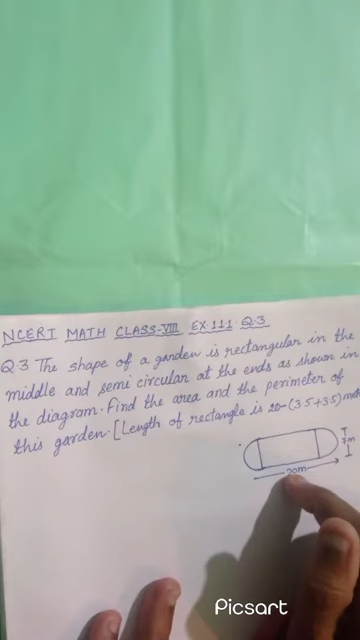 NCERT MATH CLASS-VIII EX 11.1 Q.3
Q.3 The shape of a garden is rectangular in the
middle and semi circular at the ends as shown in
the diagram. Find the area and the perimeter of
this garden. [Length of rectangle is 20-(3.5+3.5)
7m
20m
Picsart